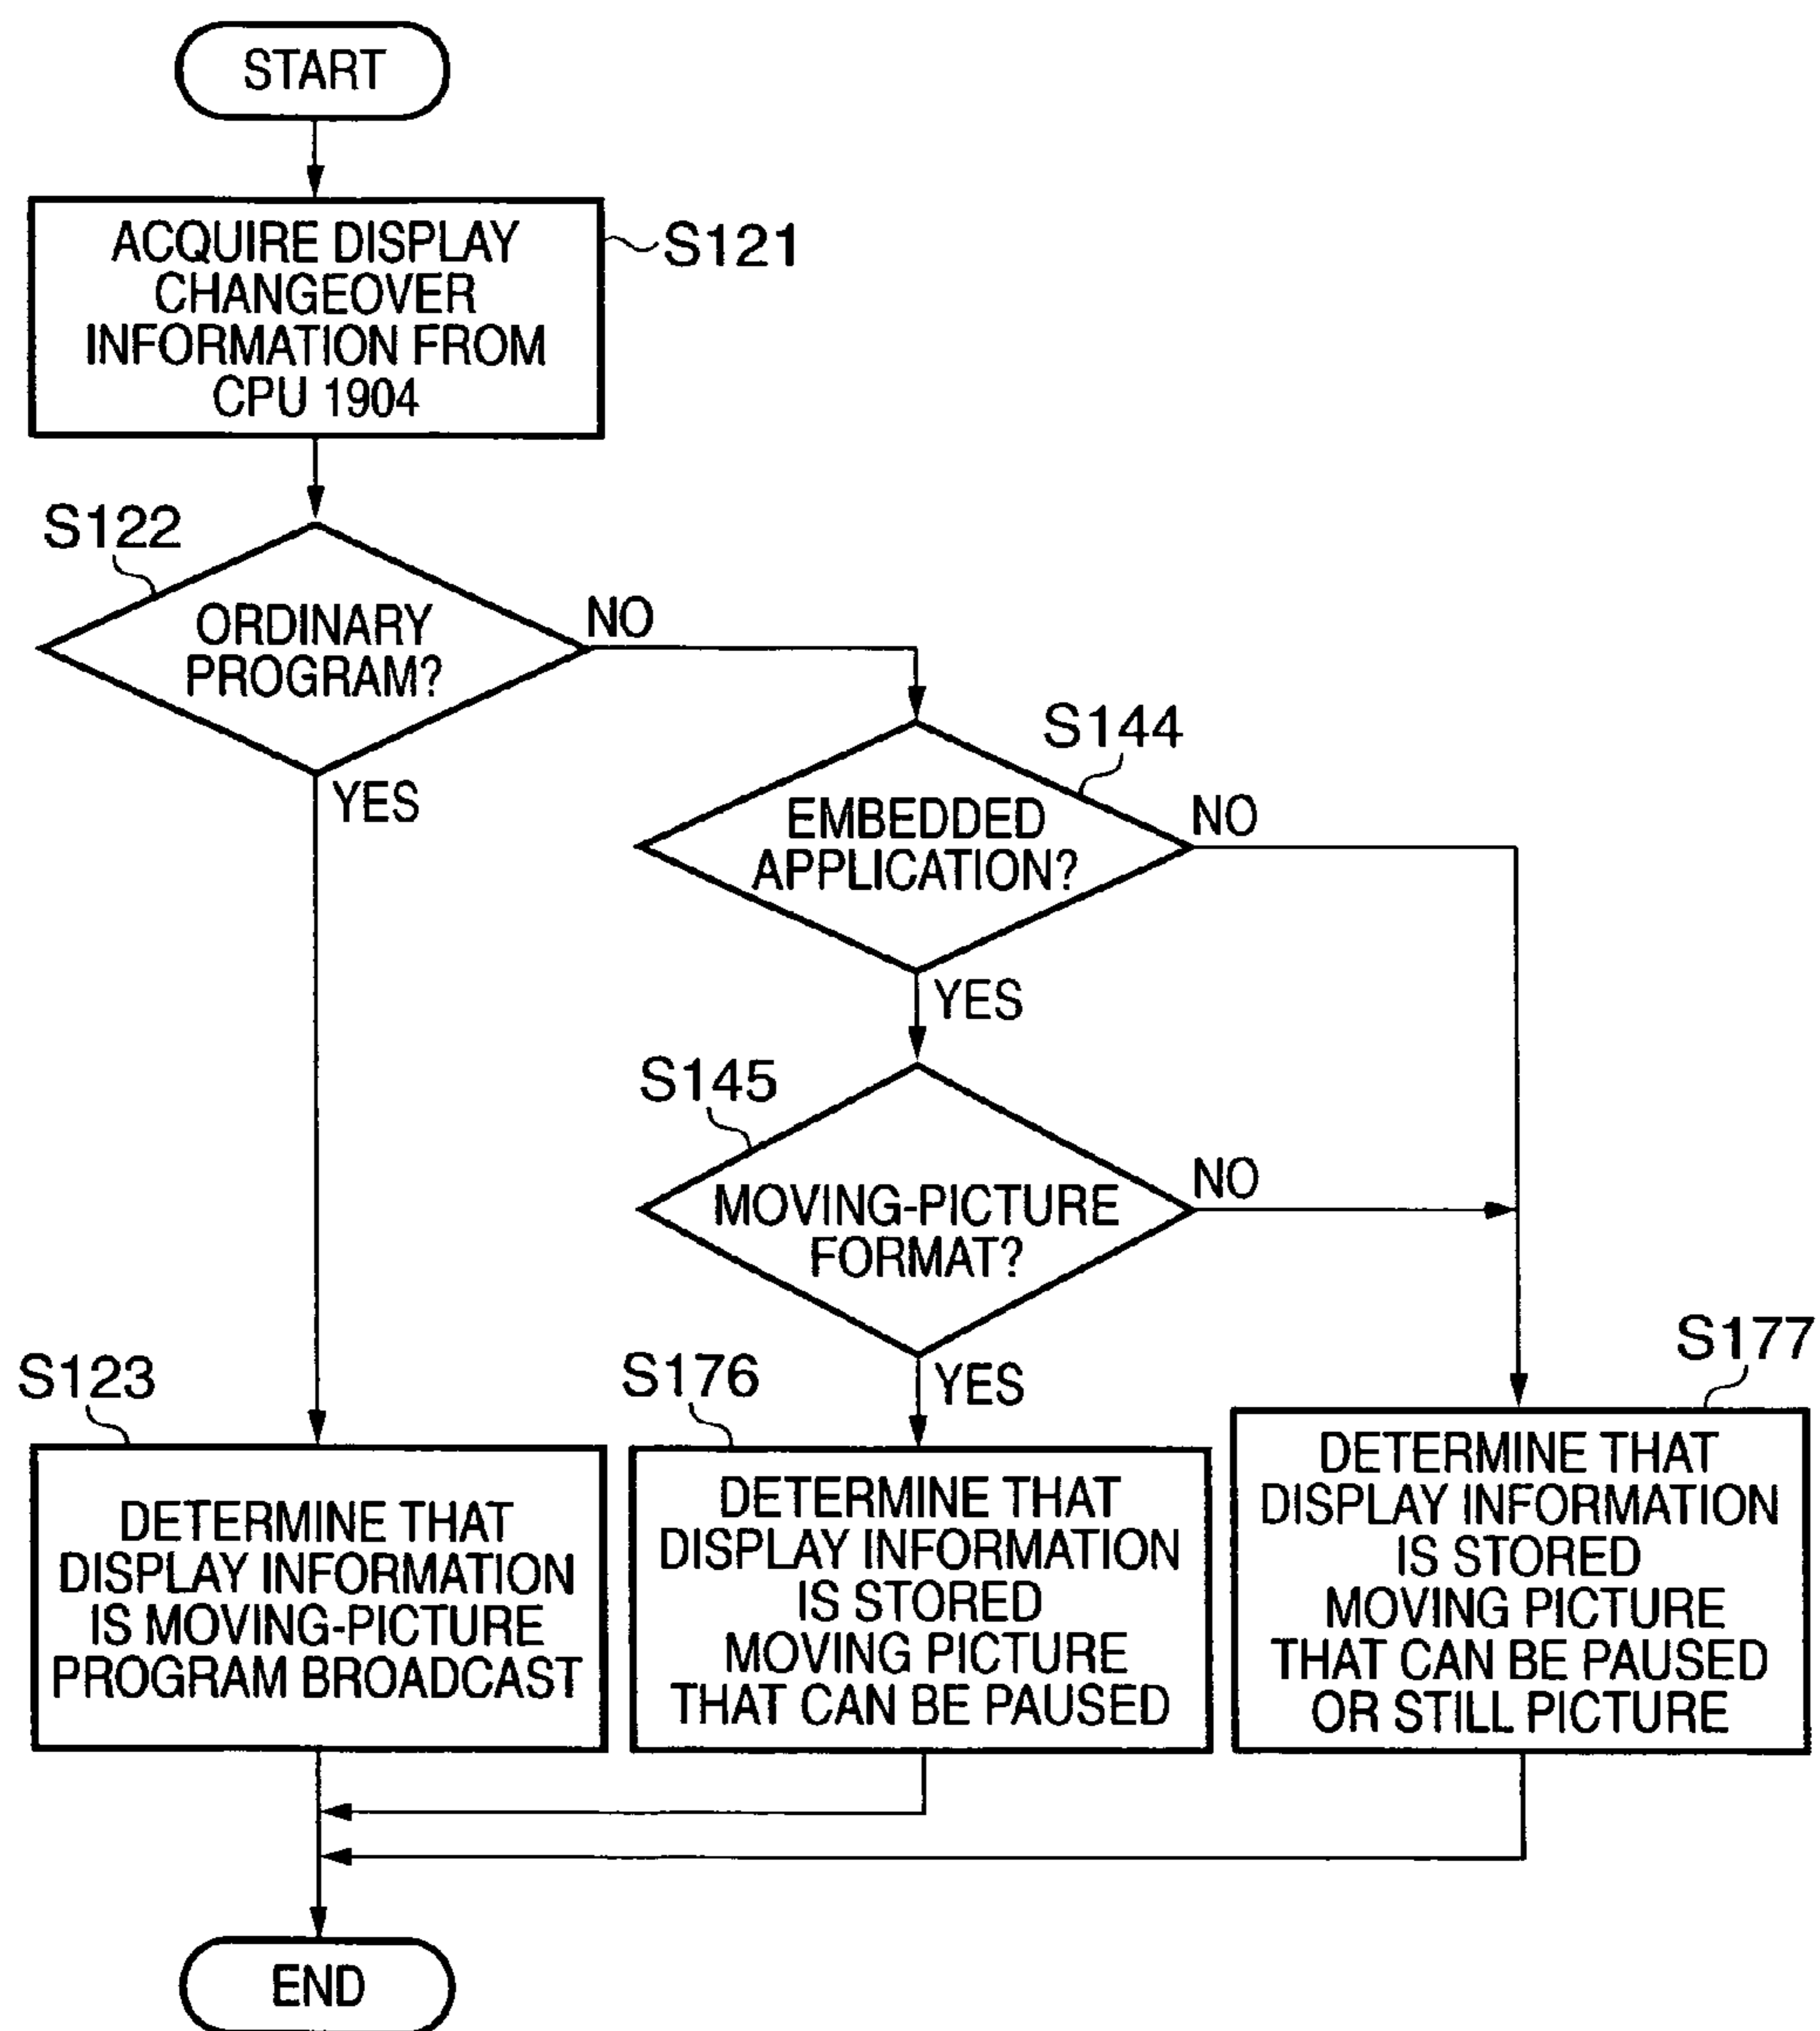 START
ACQUIRE DISPLAY
CHANGEOVER
INFORMATION FROM
CPU 1904
S121
S122
ORDINARY
PROGRAM?
NO
YES
S144
EMBEDDED
APPLICATION?
NO
YES
S145
MOVING-PICTURE
FORMAT?
NO
YES
S123
DETERMINE THAT
DISPLAY INFORMATION
IS MOVING-PICTURE
PROGRAM BROADCAST
S176
DETERMINE THAT
DISPLAY INFORMATION
IS STORED
MOVING PICTURE
THAT CAN BE PAUSED
S177
DETERMINE THAT
DISPLAY INFORMATION
IS STORED
MOVING PICTURE
THAT CAN BE PAUSED
OR STILL PICTURE
END